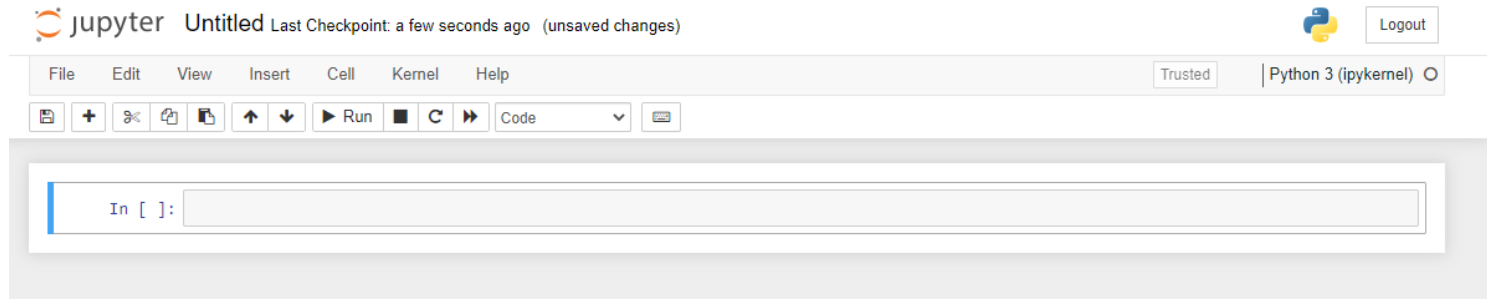 jupyter Untitled Last Checkpoint: a few seconds ago (unsaved changes) Logout
File Edit View Insert Cell Kernel Help Trusted Python 3 (ipykernel)
Run Code
In [ ]: